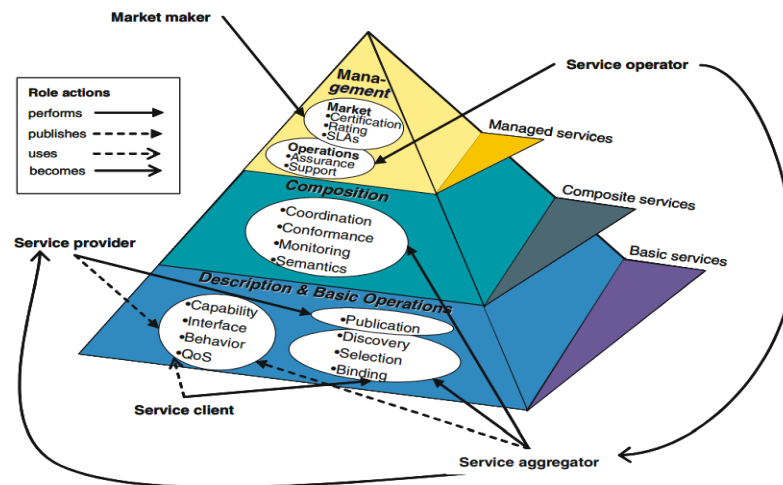 Market maker
Service operator
Role actions
performs
publishes
uses
becomes
Mana-
gement
Market
•Certification
•Rating
•SLAs
Operations
•Assurance
•Support
Managed services
Composition
•Coordination
•Conformance
•Monitoring
•Semantics
Composite services
Service provider
Basic services
Description & Basic Operations
•Capability
•Interface
•Behavior
•QoS
•Publication
•Discovery
•Selection
•Binding
Service client
Service aggregator